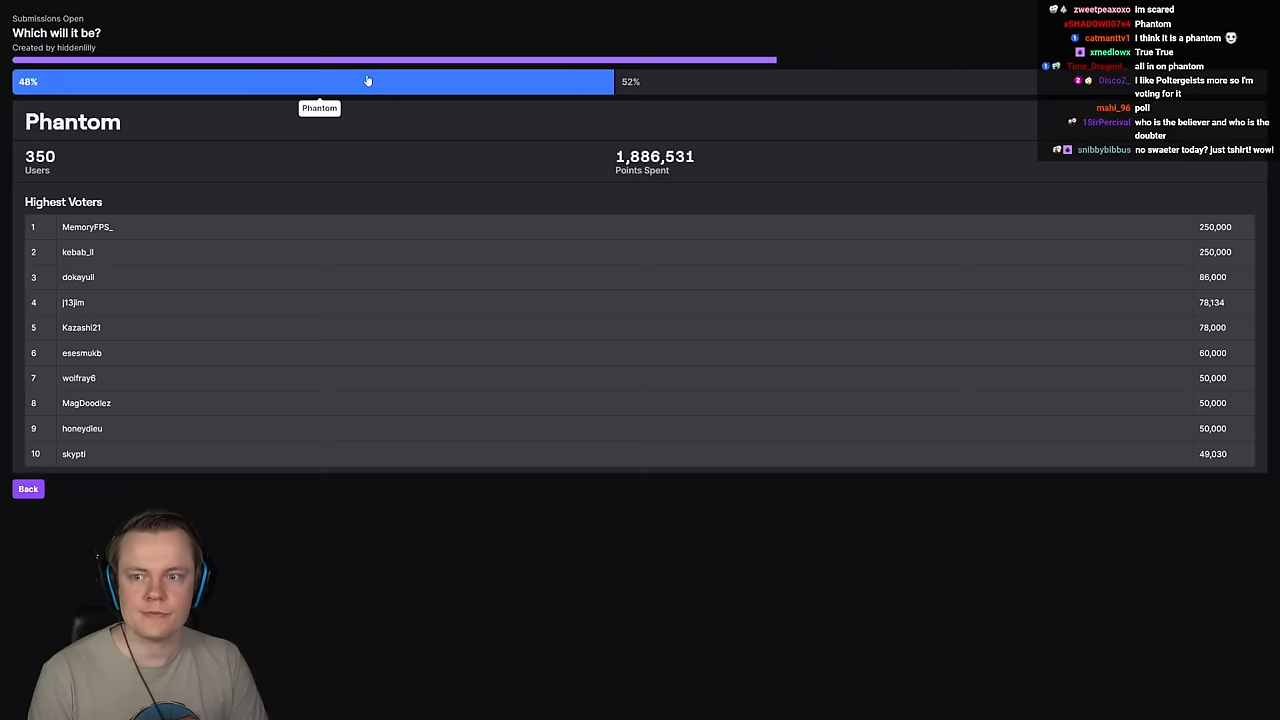 Submissions Open
Which will it be?
Created by hiddenlilly
48%
52%
Phantom
Phantom
350
Users
1,886,531
Points Spent
Highest Voters
1 MemoryFPS_ 250,000
2 kebab_ll 250,000
3 dokayuil 86,000
4 j13jim 78,134
5 Kazashi21 78,000
6 esesmukb 60,000
7 wolfray6 50,000
8 MagDoodlez 50,000
9 honeydieu 50,000
10 skypti 49,030
Back
zweetpeaxoxo Im scared
xSHADOW007x4 Phantom
catmanttv1 I think it is a phantom
xmedlowx True True
all in on phantom
DiscoZ_ I like Poltergeists more so I'm
voting for it
mahl_96 poll
1SirPercival who is the believer and who is the
doubter
snibbybibbus no swaeter today? just tshirt! wow!